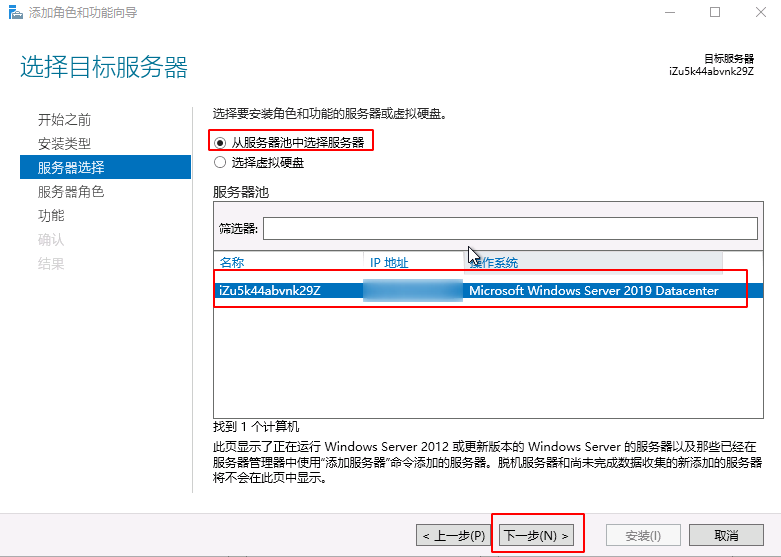 添加角色和功能向导
选择目标服务器
目标服务器
iZu5k44abvnk29Z
开始之前
安装类型
服务器选择
服务器角色
功能
确认
结果
选择要安装角色和功能的服务器或虚拟硬盘。
从服务器池中选择服务器
选择虚拟硬盘
服务器池
筛选器:
名称 IP 地址 操作系统
iZu5k44abvnk29Z Microsoft Windows Server 2019 Datacenter
找到 1 个计算机
此页显示了正在运行 Windows Server 2012 或更新版本的 Windows Server 的服务器以及那些已经在
服务器管理器中使用"添加服务器"命令添加的服务器。脱机服务器和尚未完成数据收集的新添加的服务器
将不会在此页中显示。
< 上一步(P) 下一步(N) > 安装(I) 取消